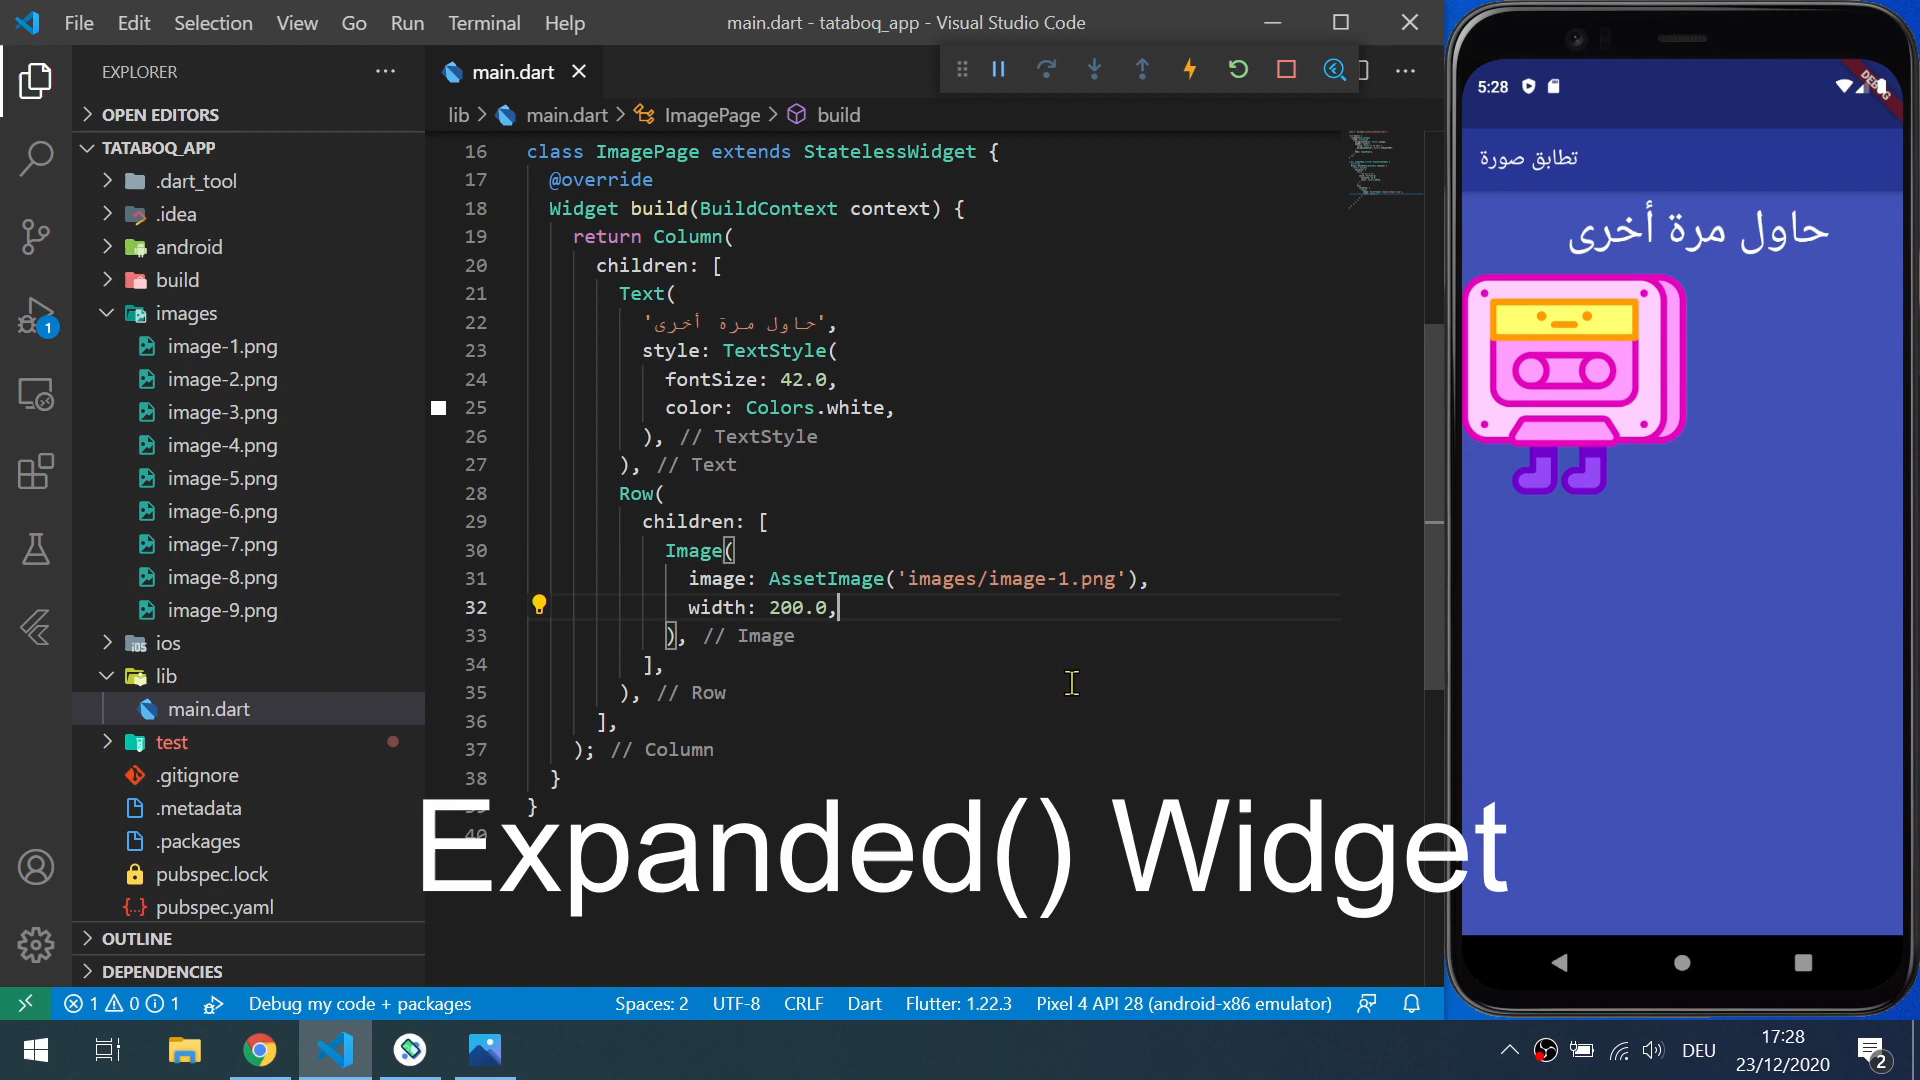 File Edit Selection View Go Run Terminal Help
main.dart - tataboq_app - Visual Studio Code
EXPLORER
OPEN EDITORS
TATABOQ_APP
.dart_tool
.idea
android
build
images
image-1.png
image-2.png
image-3.png
image-4.png
image-5.png
image-6.png
image-7.png
image-8.png
image-9.png
ios
lib
main.dart
test
.gitignore
.metadata
.packages
pubspec.lock
pubspec.yaml
OUTLINE
DEPENDENCIES
main.dart
lib > main.dart > ImagePage > build
16 class ImagePage extends StatelessWidget {
17 @override
18 Widget build(BuildContext context) {
19 return Column(
20 children: [
21 Text(
22 'حاول مرة أخرى',
23 style: TextStyle(
24 fontSize: 42.0,
25 color: Colors.white,
26 ), // TextStyle
27 ), // Text
28 Row(
29 children: [
30 Image(
31 image: AssetImage('images/image-1.png'),
32 width: 200.0,
33 ), // Image
34 ],
35 ), // Row
36 ],
37 ); // Column
38 }
39 }
40
Expanded() Widget
5:28
DEBUG
تطابق صورة
حاول مرة أخرى
1
1 0 1 Debug my code + packages
Spaces: 2 UTF-8 CRLF Dart Flutter: 1.22.3 Pixel 4 API 28 (android-x86 emulator)
DEU
17:28
23/12/2020
2